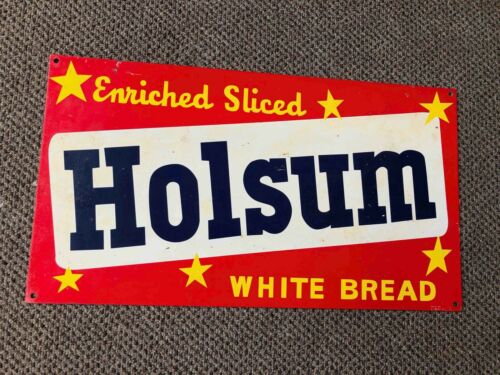 Enriched Sliced
Holsum
WHITE BREAD